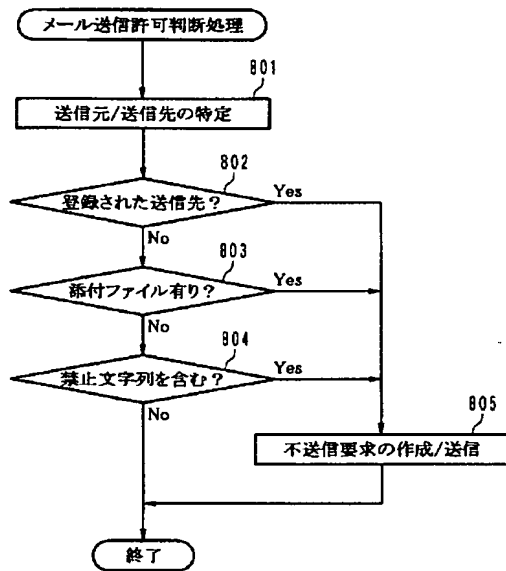 メール送信許可判断処理
801
送信元/送信先の特定
802
登録された送信先?
Yes
No
803
添付ファイル有り?
Yes
No
804
禁止文字列を含む?
Yes
No
805
不送信要求の作成/送信
終了